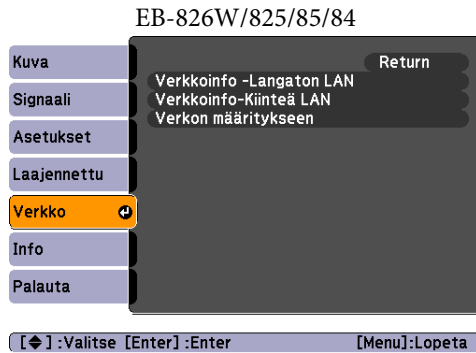 EB-826W/825/85/84
Kuva
Signaali
Asetukset
Laajennettu
Verkko
Info
Palauta
Return
Verkkoinfo -Langaton LAN
Verkkoinfo-Kiinteä LAN
Verkon määritykseen
[◆] :Valitse [Enter] :Enter [Menu]:Lopeta